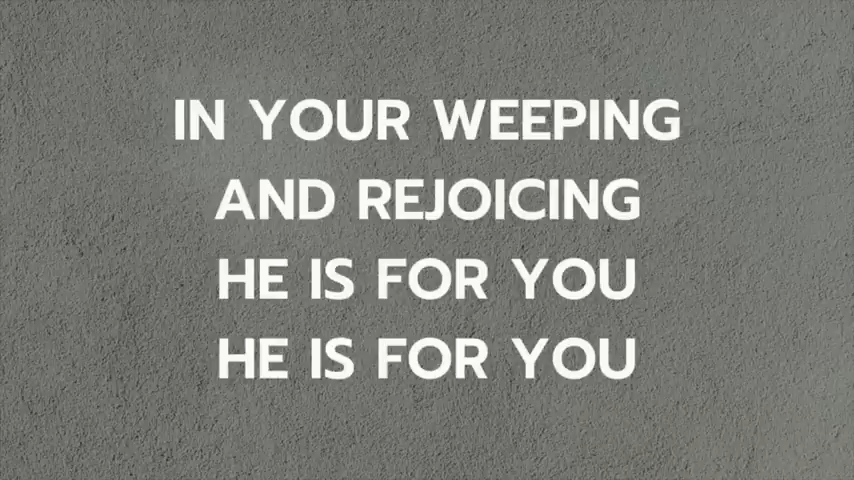 IN YOUR WEEPING
AND REJOICING
HE IS FOR YOU
HE IS FOR YOU